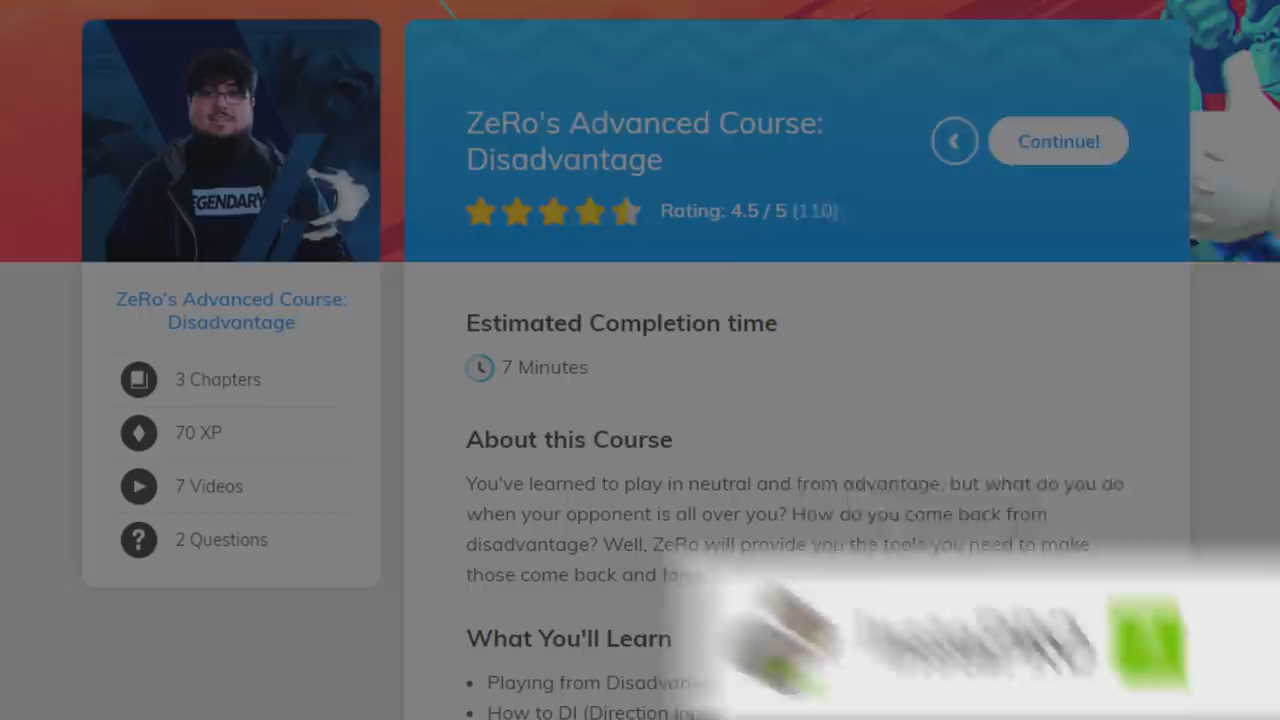 EGENDARY
ZeRo's Advanced Course:
Disadvantage
3 Chapters
70 XP
7 Videos
2 Questions
ZeRo's Advanced Course:
Disadvantage
Continue!
Rating: 4.5 / 5 (110)
Estimated Completion time
7 Minutes
About this Course
You've learned to play in neutral and from advantage, but what do you do
when your opponent is all over you? How do you come back from
disadvantage? Well, ZeRo will provide you the tools you need to make
those come back and
What You'll Learn
• Playing from
• How to DI (Direction